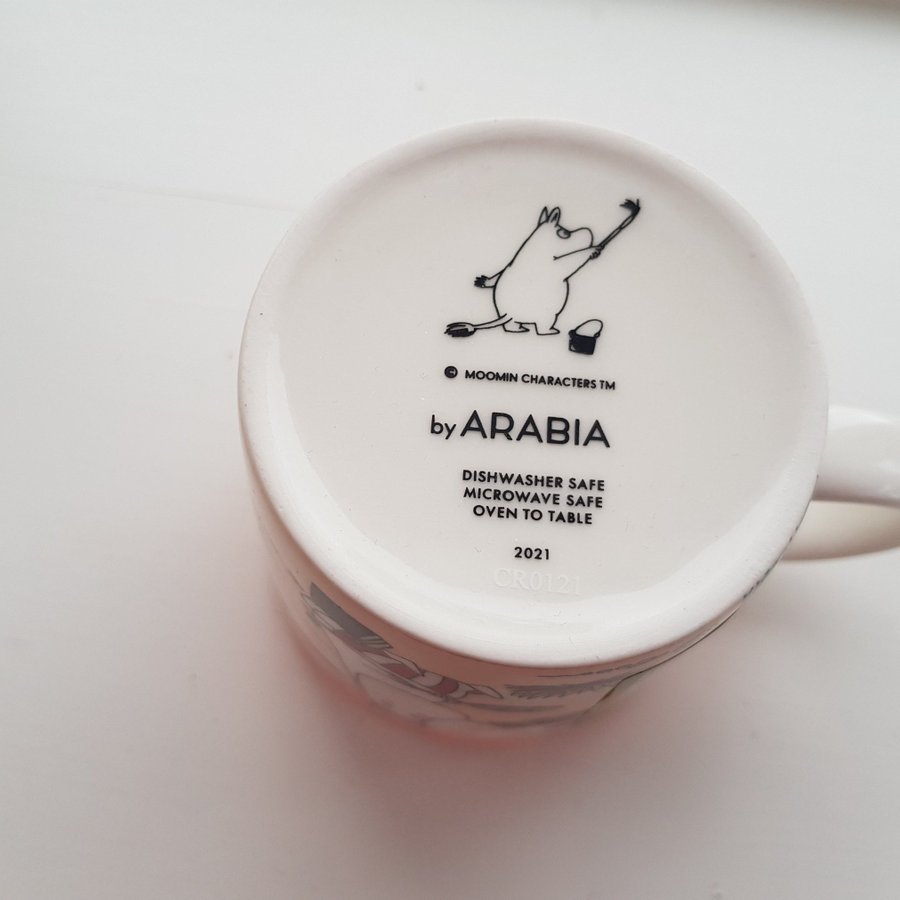 © MOOMIN CHARACTERS TM
by ARABIA
DISHWASHER SAFE
MICROWAVE SAFE
OVEN TO TABLE
2021
CR0121